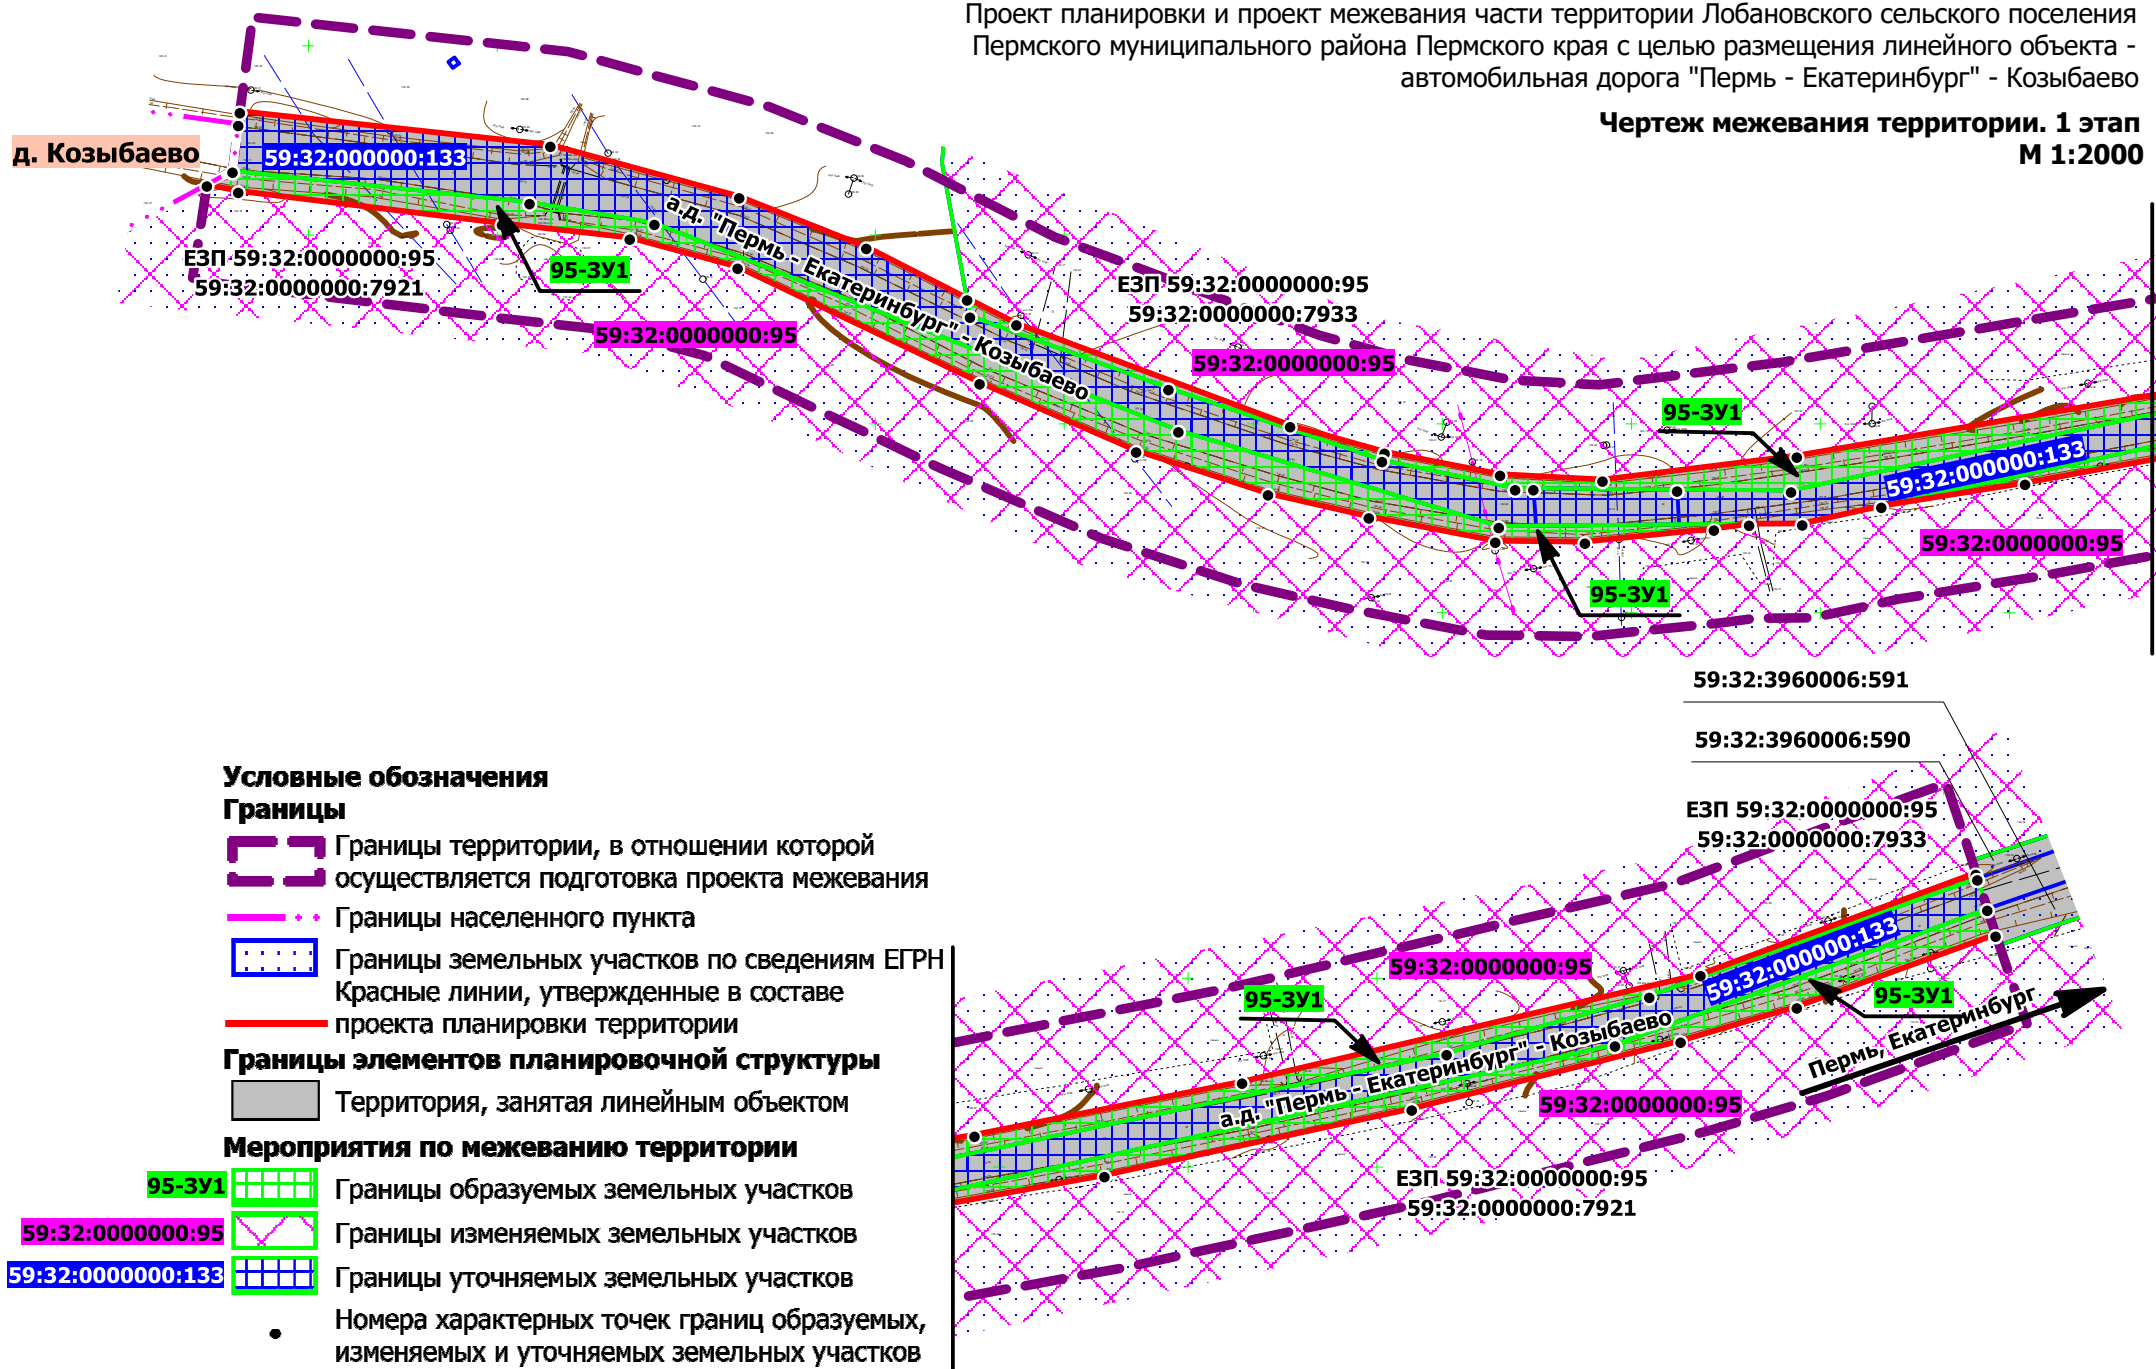 Проект планировки и проект межевания части территории Лобановского сельского поселения
Пермского муниципального района Пермского края с целью размещения линейного объекта -
автомобильная дорога "Пермь - Екатеринбург" - Козыбаево
Чертеж межевания территории. 1 этап
М 1:2000
д. Козыбаево
59:32:000000:133
ЕЗП 59:32:0000000:95
59:32:0000000:7921
95-ЗУ1
59:32:0000000:95
а.д. "Пермь - Екатеринбург" - Козыбаево
ЕЗП 59:32:0000000:95
59:32:0000000:7933
59:32:0000000:95
95-ЗУ1
59:32:000000:133
59:32:0000000:95
95-ЗУ1
59:32:3960006:591
59:32:3960006:590
ЕЗП 59:32:0000000:95
59:32:0000000:7933
59:32:0000000:95
59:32:000000:133
95-ЗУ1
95-ЗУ1
а.д. "Пермь - Екатеринбург" - Козыбаево
Пермь, Екатеринбург
59:32:0000000:95
ЕЗП 59:32:0000000:95
59:32:0000000:7921
Условные обозначения
Границы
Границы территории, в отношении которой
осуществляется подготовка проекта межевания
Границы населенного пункта
Границы земельных участков по сведениям ЕГРН
Красные линии, утвержденные в составе
проекта планировки территории
Границы элементов планировочной структуры
Территория, занятая линейным объектом
Мероприятия по межеванию территории
95-ЗУ1 Границы образуемых земельных участков
59:32:0000000:95 Границы изменяемых земельных участков
59:32:0000000:133 Границы уточняемых земельных участков
Номера характерных точек границ образуемых,
изменяемых и уточняемых земельных участков